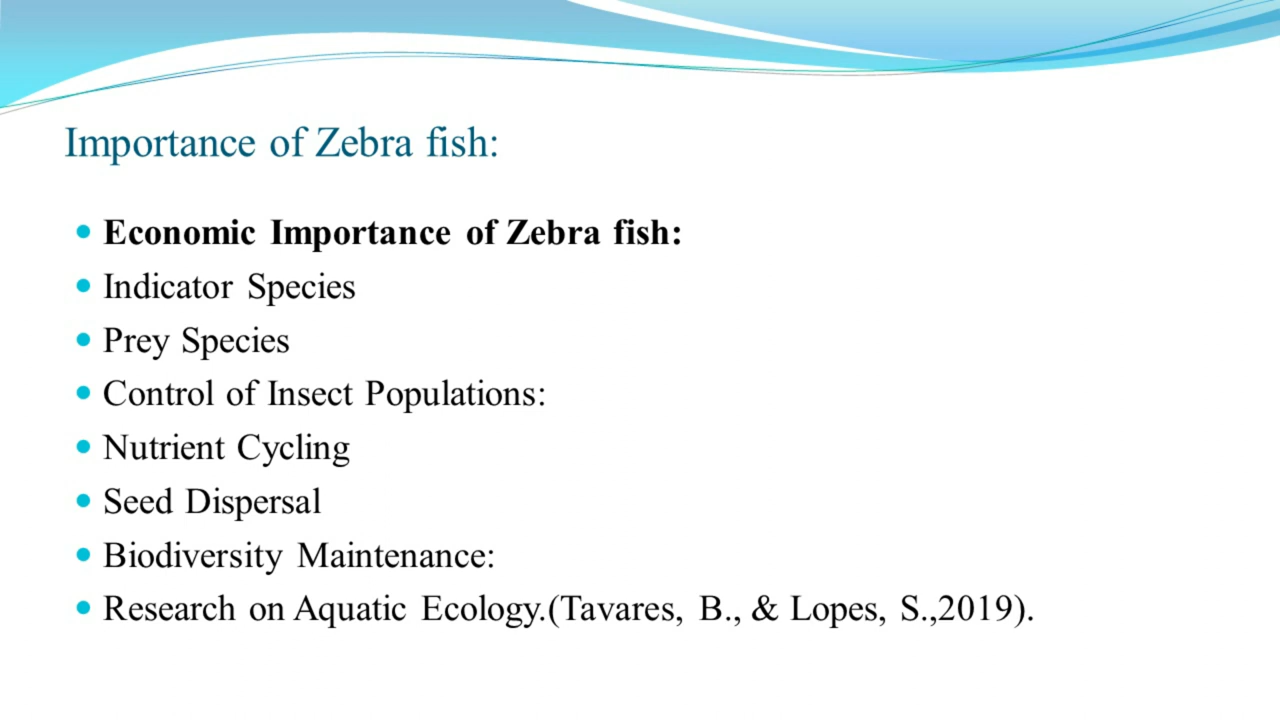 Importance of Zebra fish:
Economic Importance of Zebra fish:
Indicator Species
Prey Species
Control of Insect Populations:
Nutrient Cycling
Seed Dispersal
Biodiversity Maintenance:
Research on Aquatic Ecology.(Tavares, B., & Lopes, S.,2019).